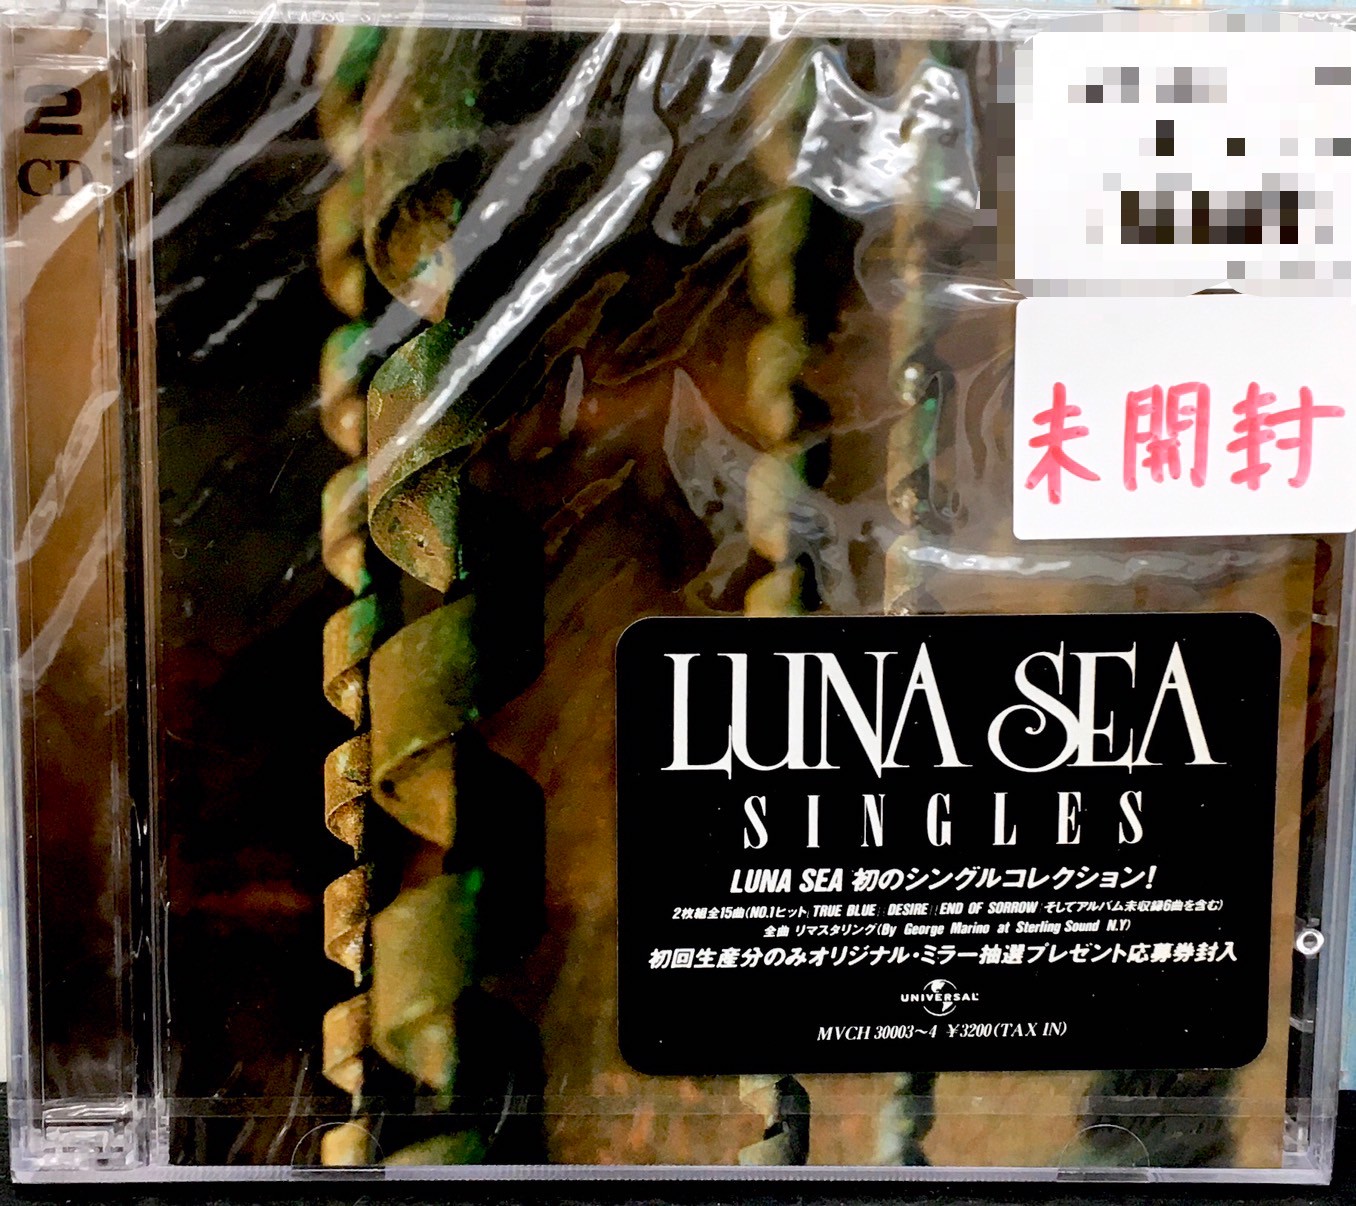 2
CD
未開封
LUNA SEA
SINGLES
LUNA SEA 初のシングルコレクション!
2枚組全15曲(NO.1ヒット「TRUE BLUE」「DESIRE」「END OF SORROW」そしてアルバム未収録6曲を含む)
全曲 リマスタリング(By George Marino at Sterling Sound N.Y)
初回生産分のみオリジナル・ミラー抽選プレゼント応募券封入
UNIVERSAL
MVCH 30003~4 ¥3200(TAX IN)